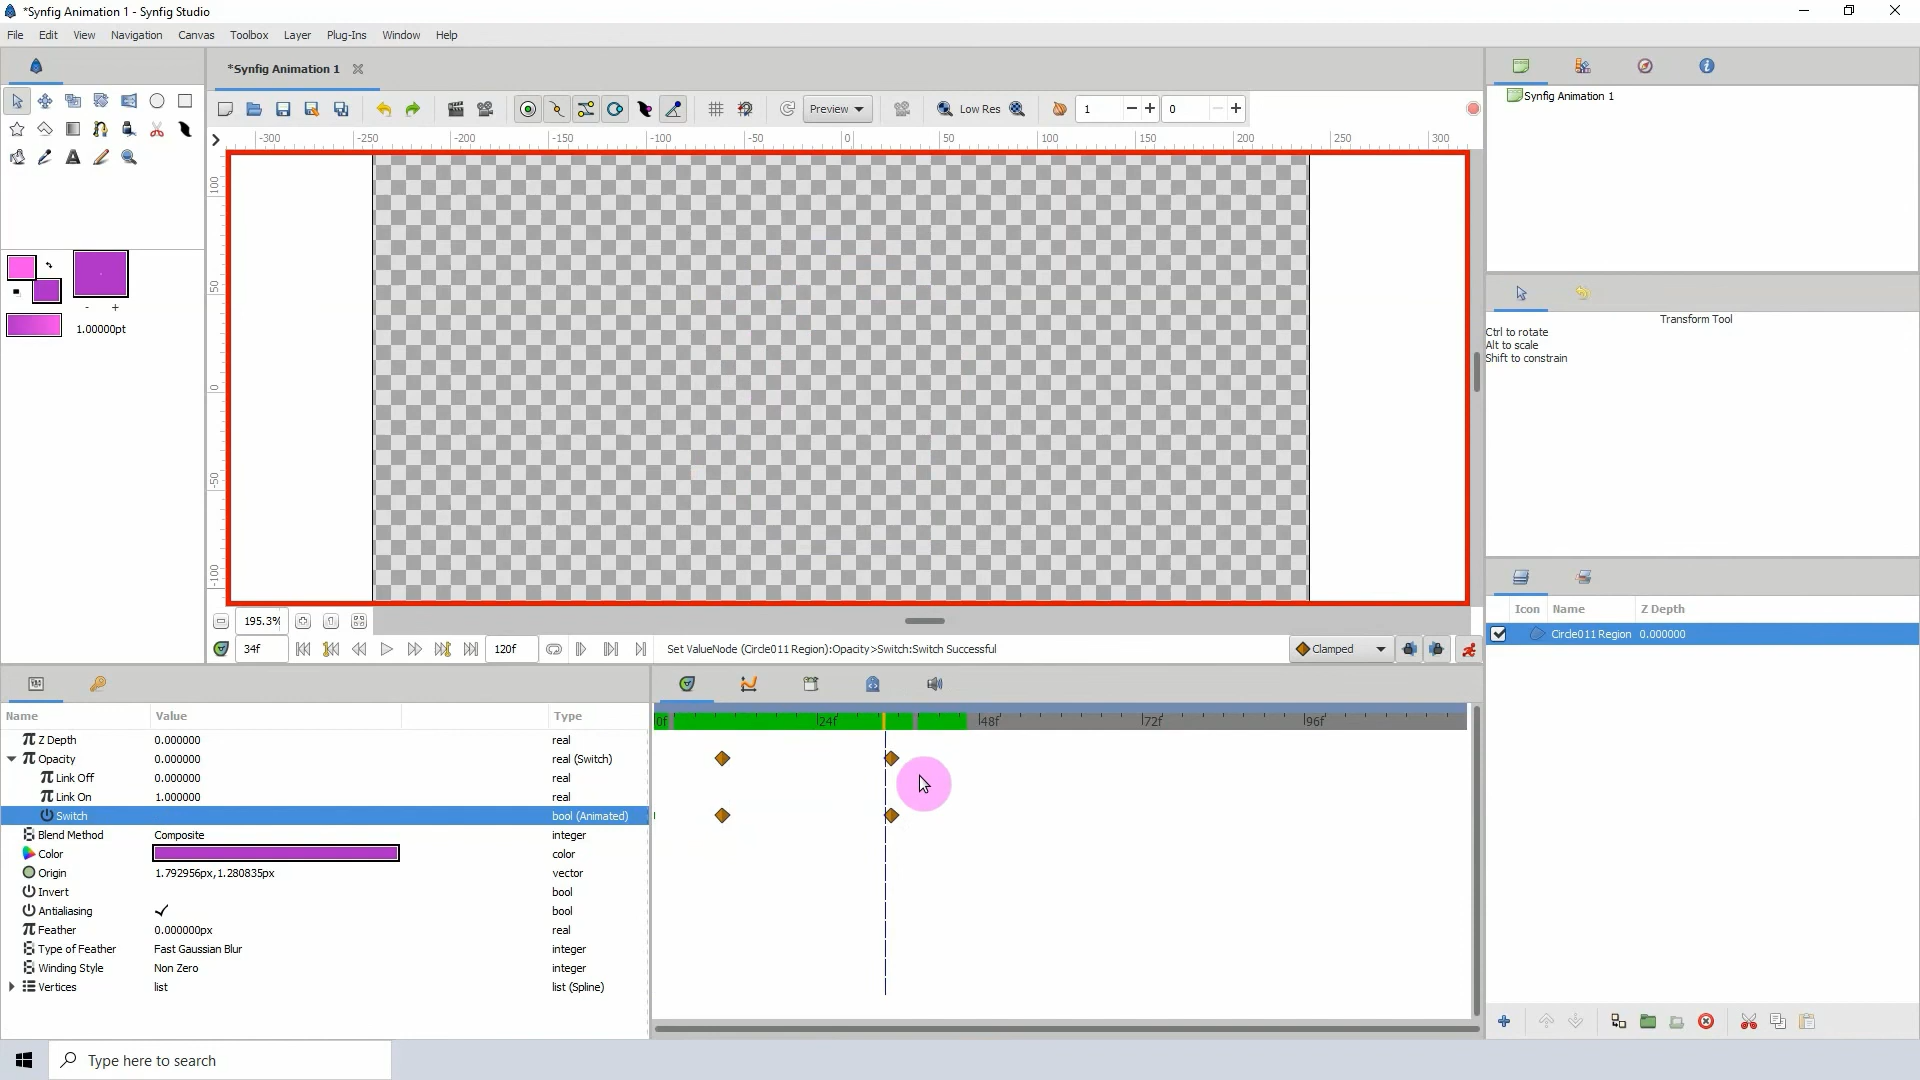 *Synfig Animation 1 - Synfig Studio
File Edit View Navigation Canvas Toolbox Layer Plug-Ins Window Help
*Synfig Animation 1
Preview Low Res 1 0
-300 -250 -200 -150 -100 -50 0 50 100 150 200 250 300
100
50
0
-50
-100
195.3%
34f 120f Set ValueNode (Circle011 Region):Opacity>Switch:Switch Successful Clamped
1.00000pt
Synfig Animation 1
Transform Tool
Ctrl to rotate
Alt to scale
Shift to constrain
Icon Name Z Depth
Circle011 Region 0.000000
Name Value Type
Z Depth 0.000000 real
Opacity 0.000000 real (Switch)
Link Off 0.000000 real
Link On 1.000000 real
Switch bool (Animated)
Blend Method Composite integer
Color color
Origin 1.792956px,1.280835px vector
Invert bool
Antialiasing bool
Feather 0.000000px real
Type of Feather Fast Gaussian Blur integer
Winding Style Non Zero integer
Vertices list list (Spline)
0f 24f 48f 72f 96f
Type here to search